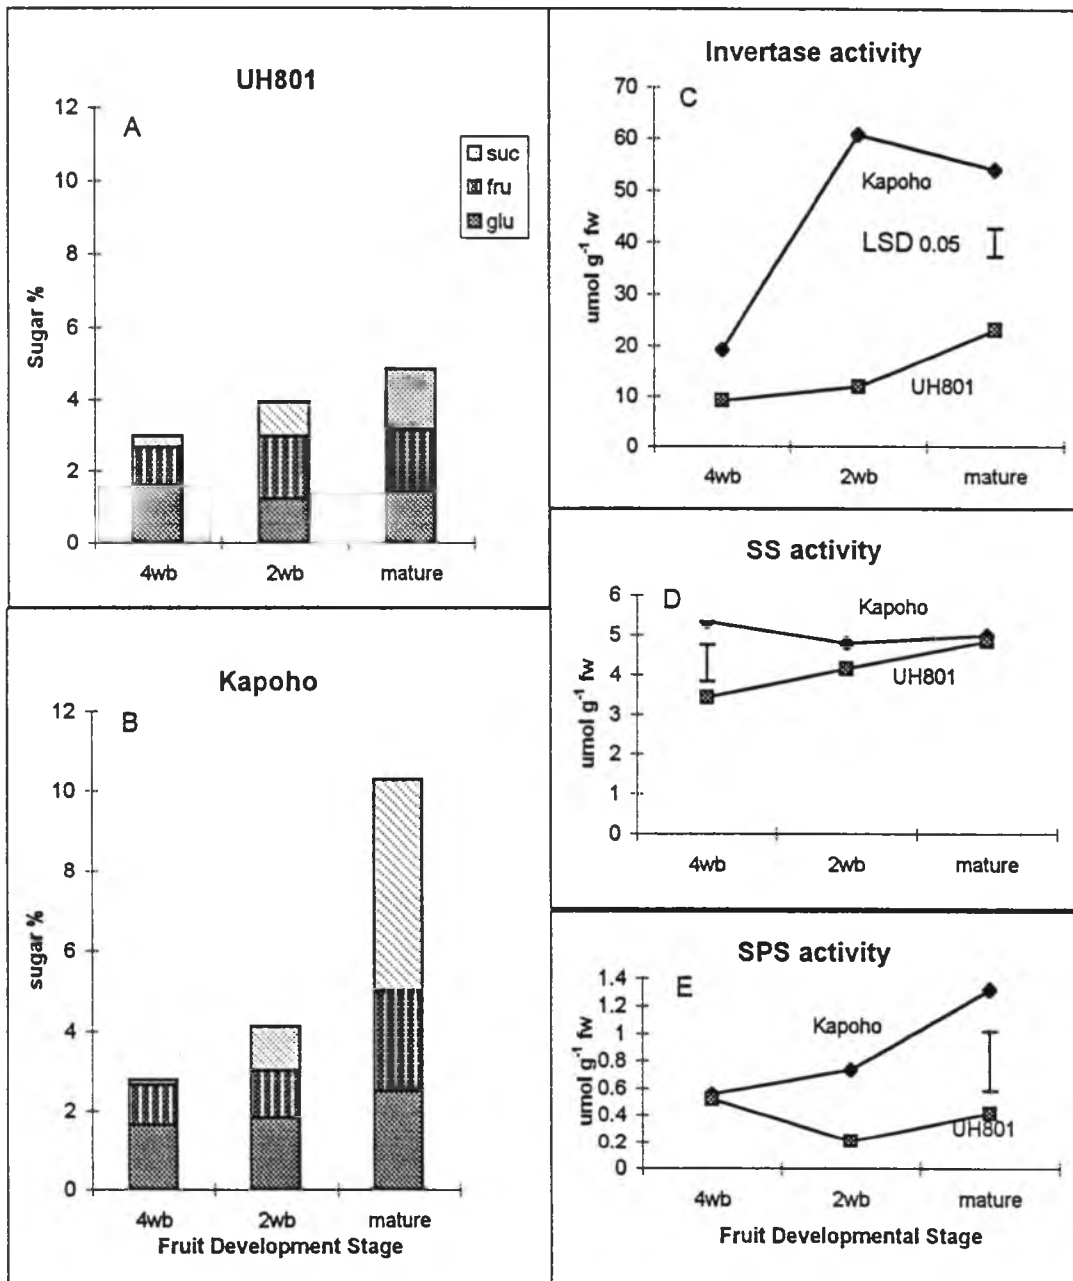 UH801
A
12
10
8
6
4
2
0
Sugar %
suc
fru
glu
4wb 2wb mature
Kapoho
B
12
10
8
6
4
2
0
sugar %
4wb 2wb mature
Fruit Development Stage
Invertase activity
C
70
60
50
40
30
20
10
0
umol g⁻¹ fw
Kapoho
LSD 0.05
UH801
4wb 2wb mature
SS activity
D
6
5
4
3
2
1
0
umol g⁻¹ fw
Kapoho
UH801
4wb 2wb mature
SPS activity
E
1.4
1.2
1
0.8
0.6
0.4
0.2
0
umol g⁻¹ fw
Kapoho
UH801
4wb 2wb mature
Fruit Developmental Stage